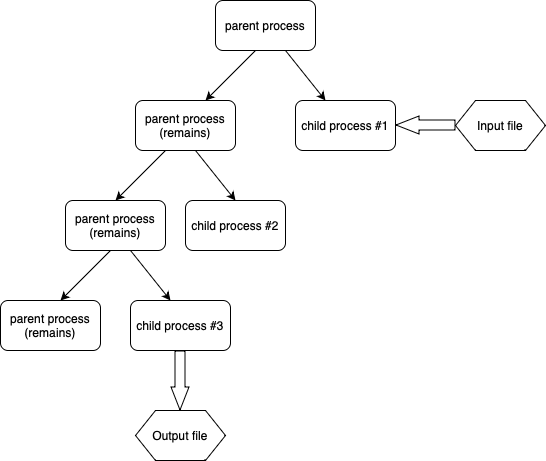 parent process
parent process
(remains)
child process #1
Input file
parent process
(remains)
child process #2
parent process
(remains)
child process #3
Output file